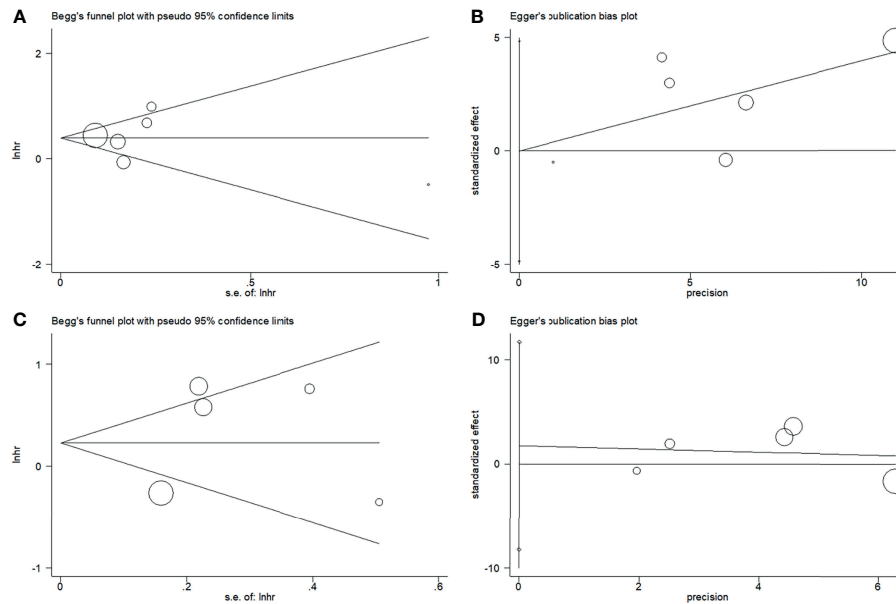 A
Begg's funnel plot with pseudo 95% confidence limits
lnhr
2
0
-2
0
.5
1
s.e. of: lnhr
B
Egger's publication bias plot
standardized effect
5
0
-5
0
5
10
precision
C
Begg's funnel plot with pseudo 95% confidence limits
lnhr
1
0
-1
0
.2
.4
.6
s.e. of: lnhr
D
Egger's publication bias plot
standardized effect
10
0
-10
0
2
4
6
precision